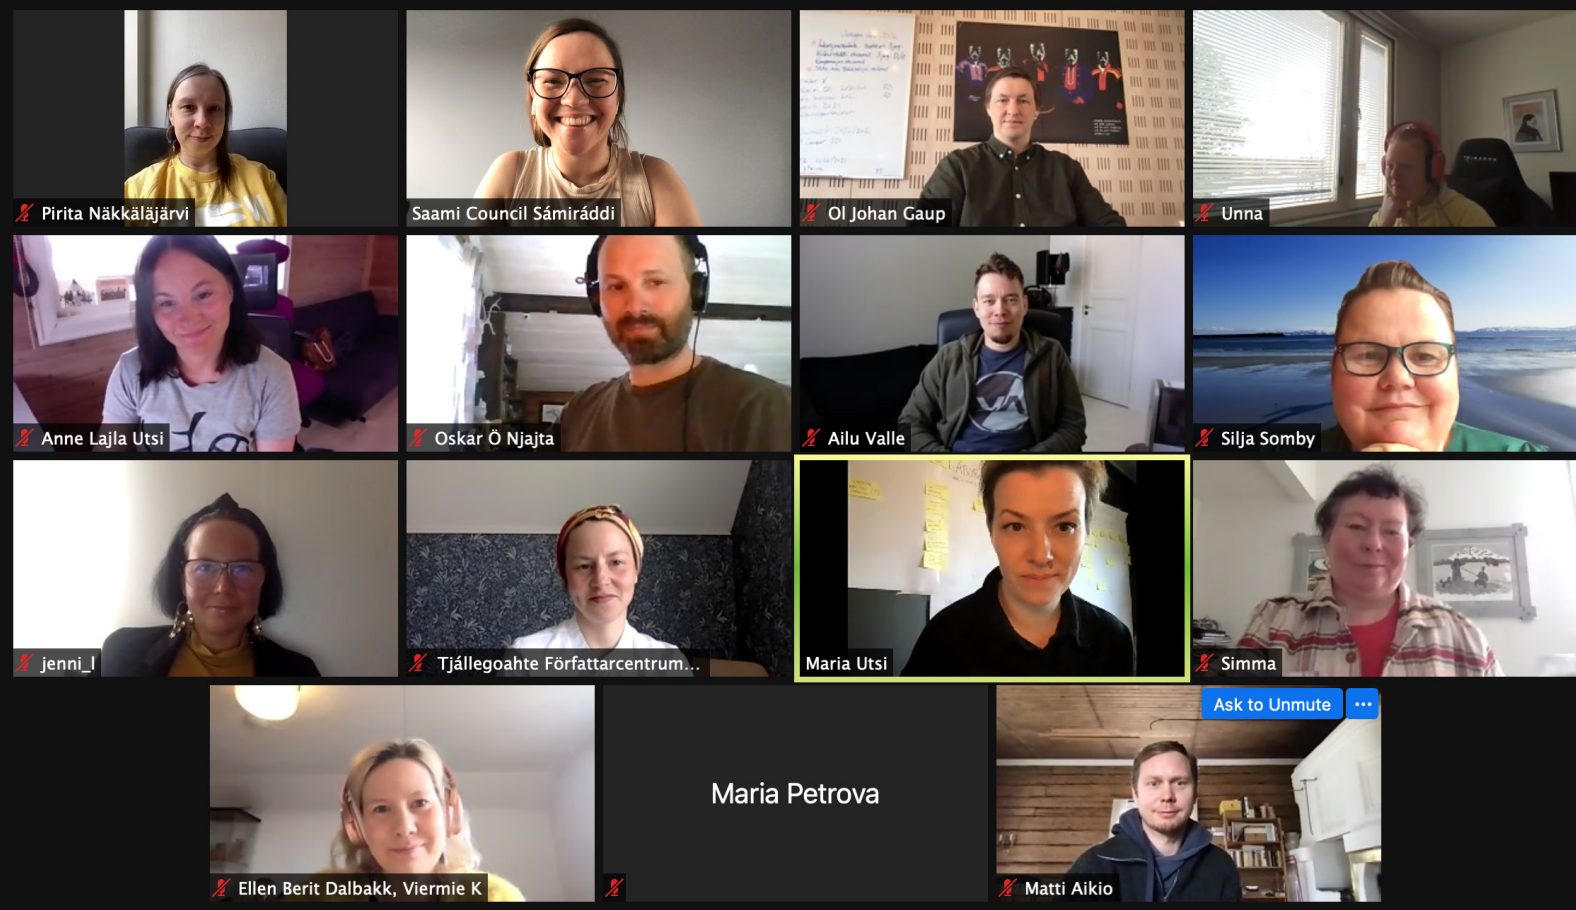 Pirita Näkkäläjärvi
Saami Council Sámiráddi
Ol Johan Gaup
Unna
Anne Lajla Utsi
Oskar Ö Njajta
Ailu Valle
Silja Somby
jenni_l
Tjállegoahte Författarcentrum...
Maria Utsi
Simma
Ask to Unmute
Ellen Berit Dalbakk, Viermie K
Maria Petrova
Matti Aikio